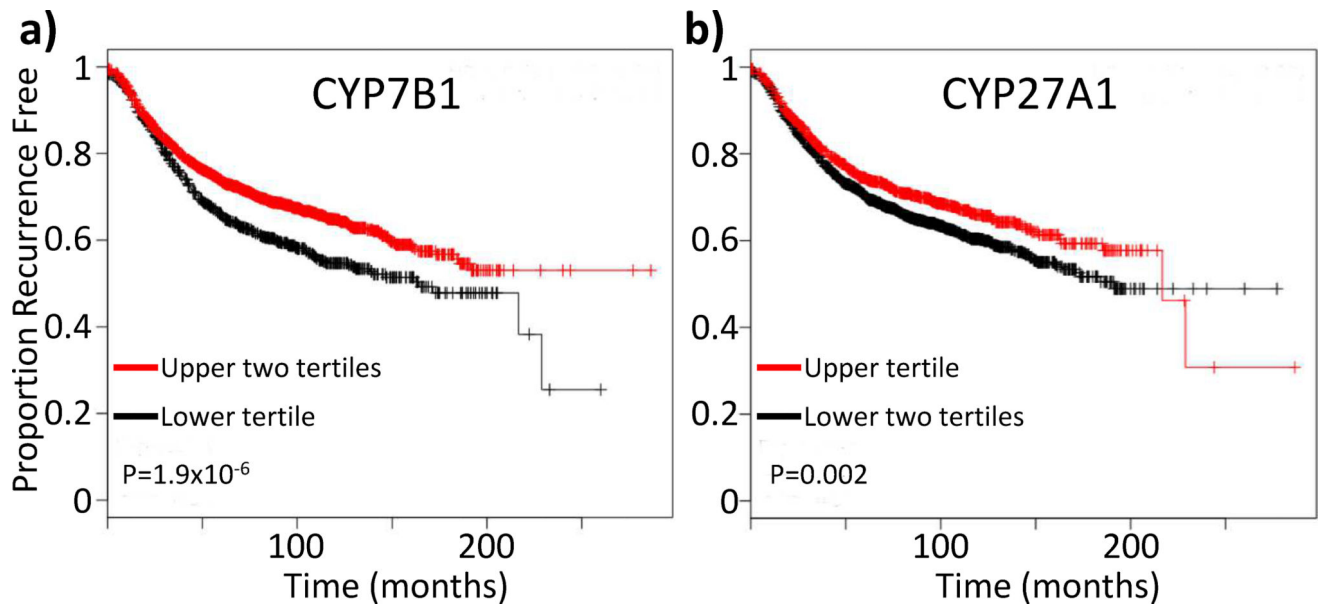 a)
CYP7B1
Proportion Recurrence Free
1
0.8
0.6
0.4
0.2
0
Upper two tertiles
Lower tertile
P=1.9x10⁻⁶
100
200
Time (months)
b)
CYP27A1
1
0.8
0.6
0.4
0.2
0
Upper tertile
Lower two tertiles
P=0.002
100
200
Time (months)